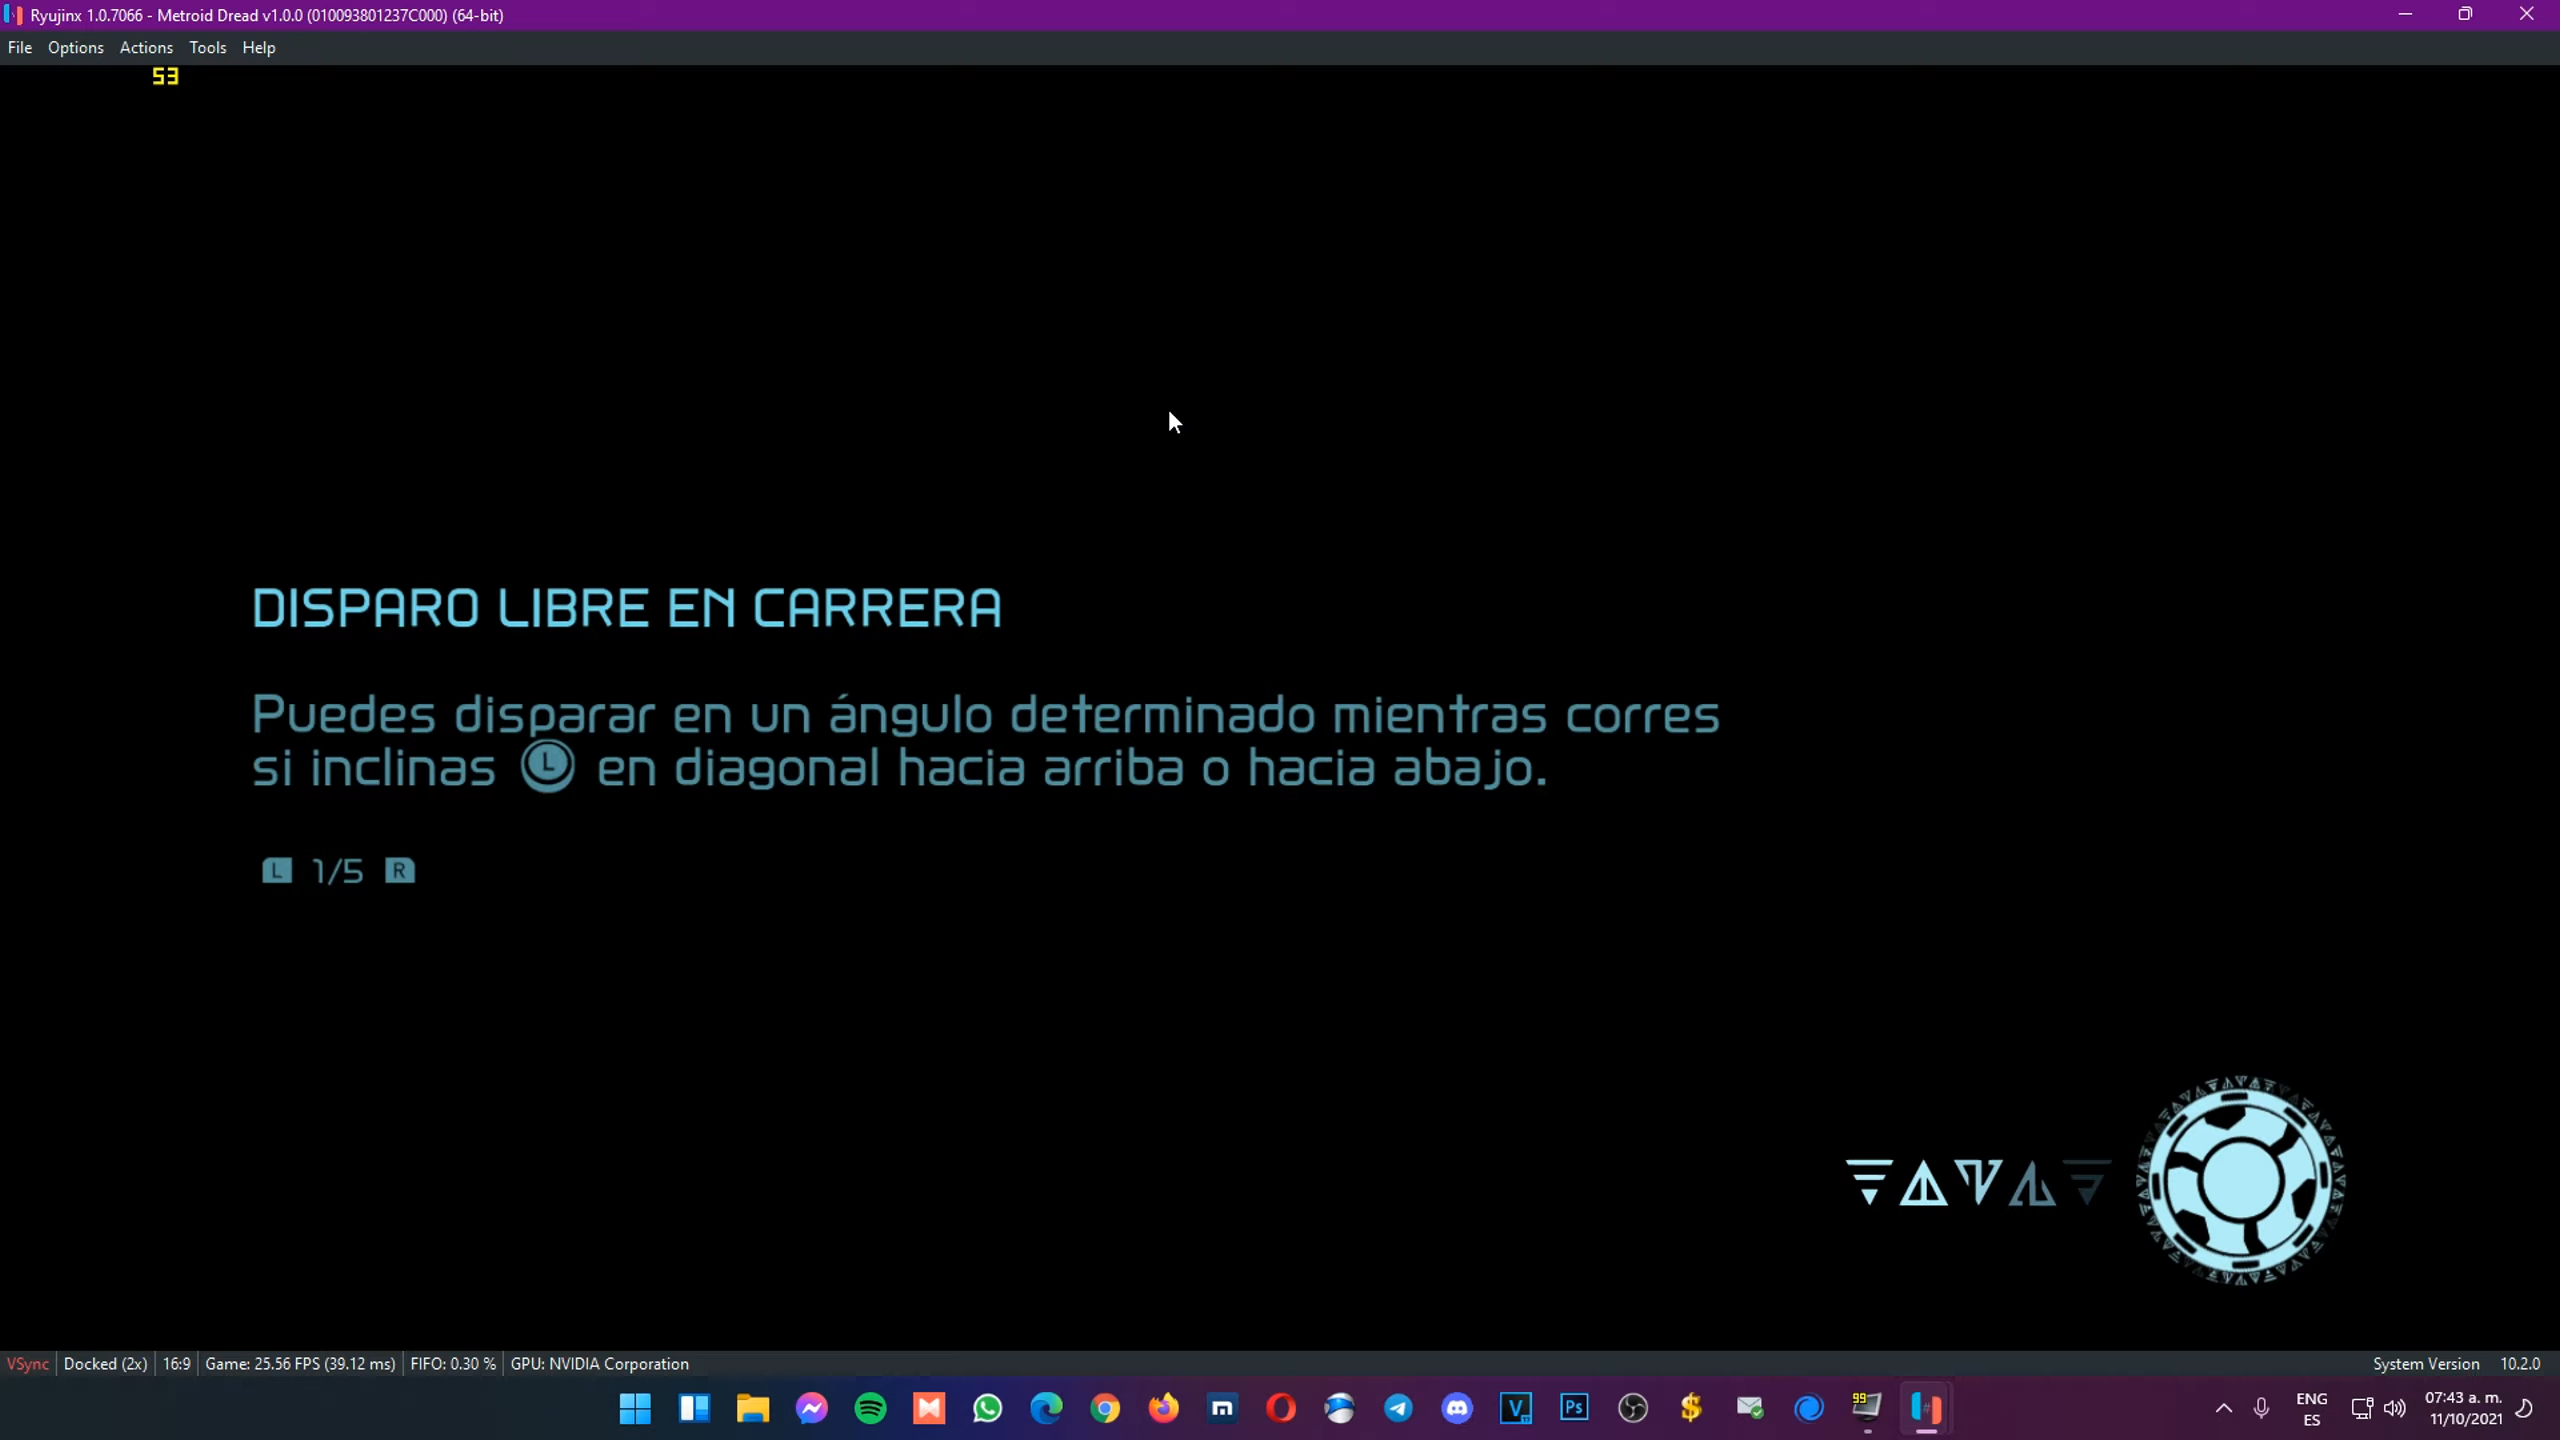 Ryujinx 1.0.7066 - Metroid Dread v1.0.0 (010093801237C000) (64-bit)
File Options Actions Tools Help
53
DISPARO LIBRE EN CARRERA
Puedes disparar en un ángulo determinado mientras corres
si inclinas L en diagonal hacia arriba o hacia abajo.
L 1/5 R
VSync Docked (2x) 16:9 Game: 25.56 FPS (39.12 ms) FIFO: 0.30 % GPU: NVIDIA Corporation System Version 10.2.0
99 ENG 07:43 a. m.
Ps ES 11/10/2021